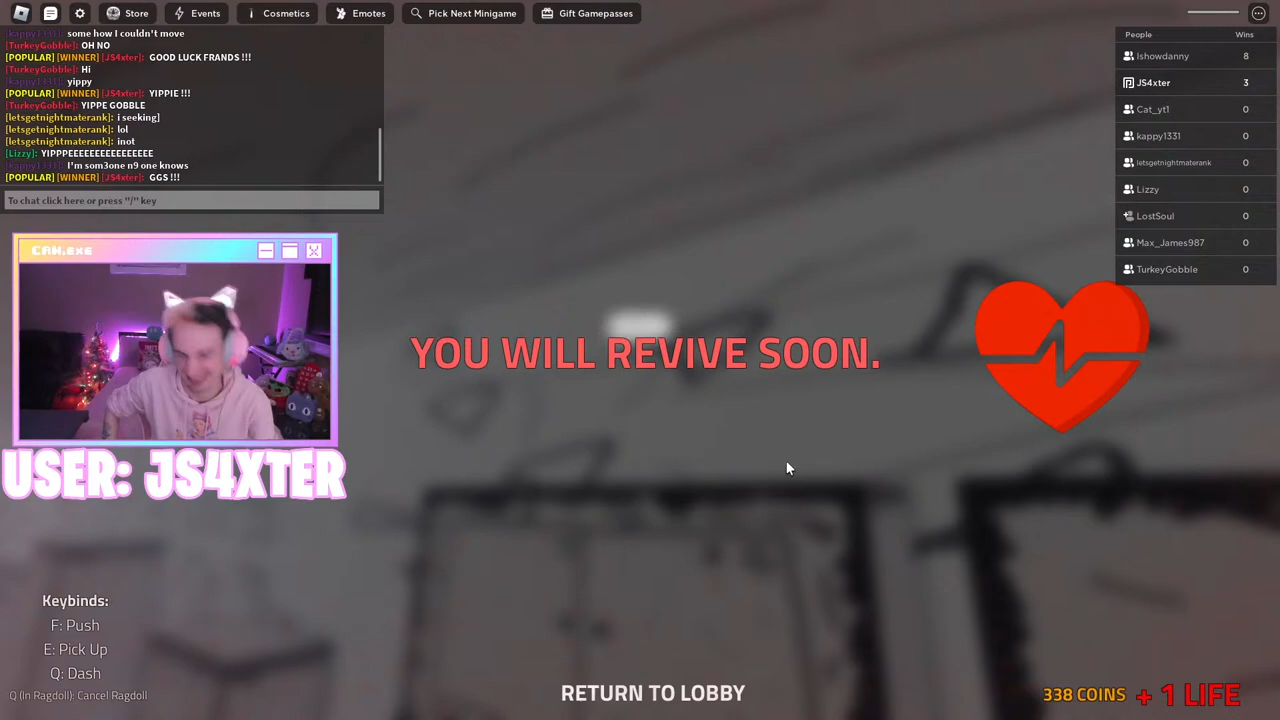 Store
Events
Cosmetics
Emotes
Pick Next Minigame
Gift Gamepasses
[kappy1331]: some how I couldn't move
[TurkeyGobble]: OH NO
[POPULAR] [WINNER] [JS4xter]: GOOD LUCK FRANDS !!!
[TurkeyGobble]: Hi
[kappy1331]: yippy
[POPULAR] [WINNER] [JS4xter]: YIPPIE !!!
[TurkeyGobble]: YIPPE GOBBLE
[letsgetnightmaterank]: i seeking]
[letsgetnightmaterank]: lol
[letsgetnightmaterank]: inot
[Lizzy]: YIPPPEEEEEEEEEEEEEEE
[kappy1331]: I'm som3one n9 one knows
[POPULAR] [WINNER] [JS4xter]: GGS !!!
To chat click here or press "/" key
People Wins
Ishowdanny 8
JS4xter 3
Cat_yt1 0
kappy1331 0
letsgetnightmaterank 0
Lizzy 0
LostSoul 0
Max_James987 0
TurkeyGobble 0
CAM.exe
USER: JS4XTER
YOU WILL REVIVE SOON.
Keybinds:
F: Push
E: Pick Up
Q: Dash
Q (In Ragdoll): Cancel Ragdoll
RETURN TO LOBBY
338 COINS + 1 LIFE